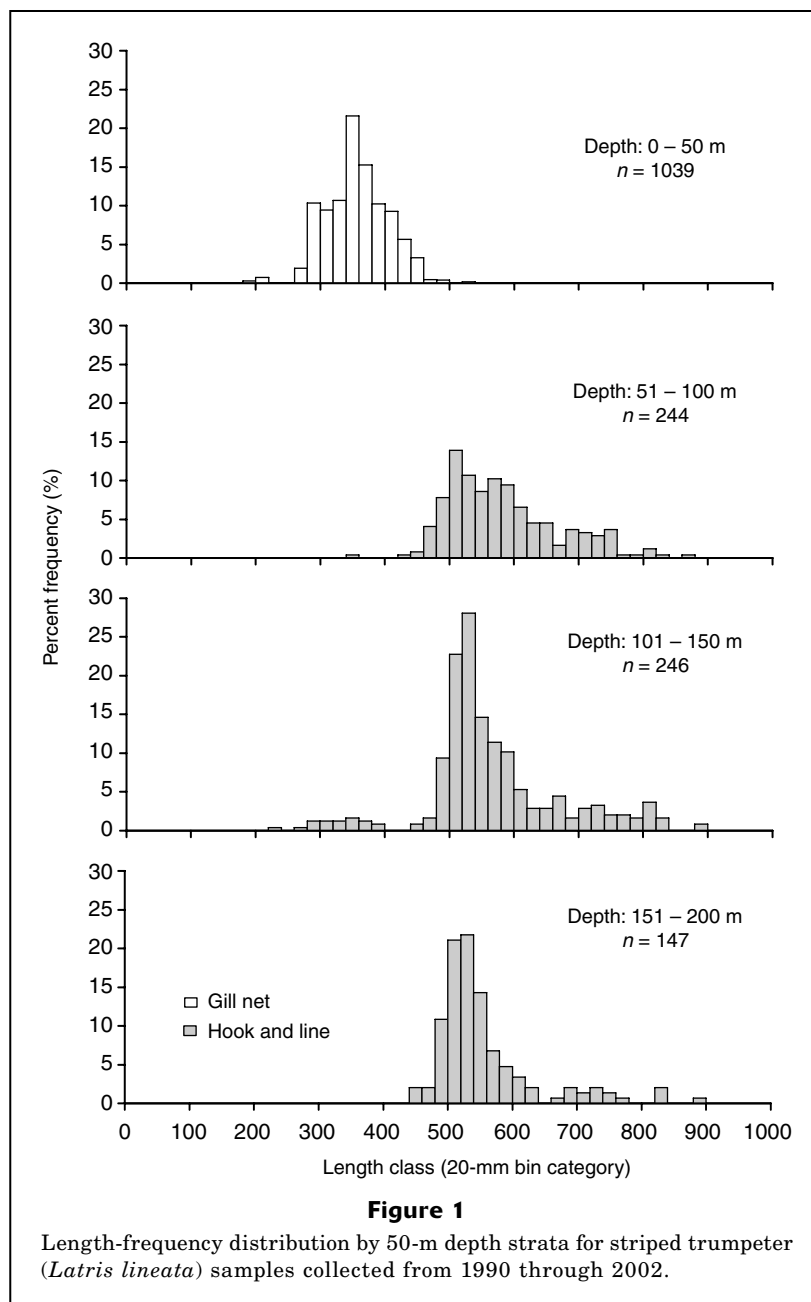 30
25
20
15
10
5
0
Depth: 0 – 50 m
n = 1039
30
25
20
15
10
5
0
Depth: 51 – 100 m
n = 244
Percent frequency (%)
30
25
20
15
10
5
0
Depth: 101 – 150 m
n = 246
30
25
20
15
10
5
0
Depth: 151 – 200 m
n = 147
Gill net
Hook and line
0 100 200 300 400 500 600 700 800 900 1000
Length class (20-mm bin category)
Figure 1
Length-frequency distribution by 50-m depth strata for striped trumpeter
(Latris lineata) samples collected from 1990 through 2002.